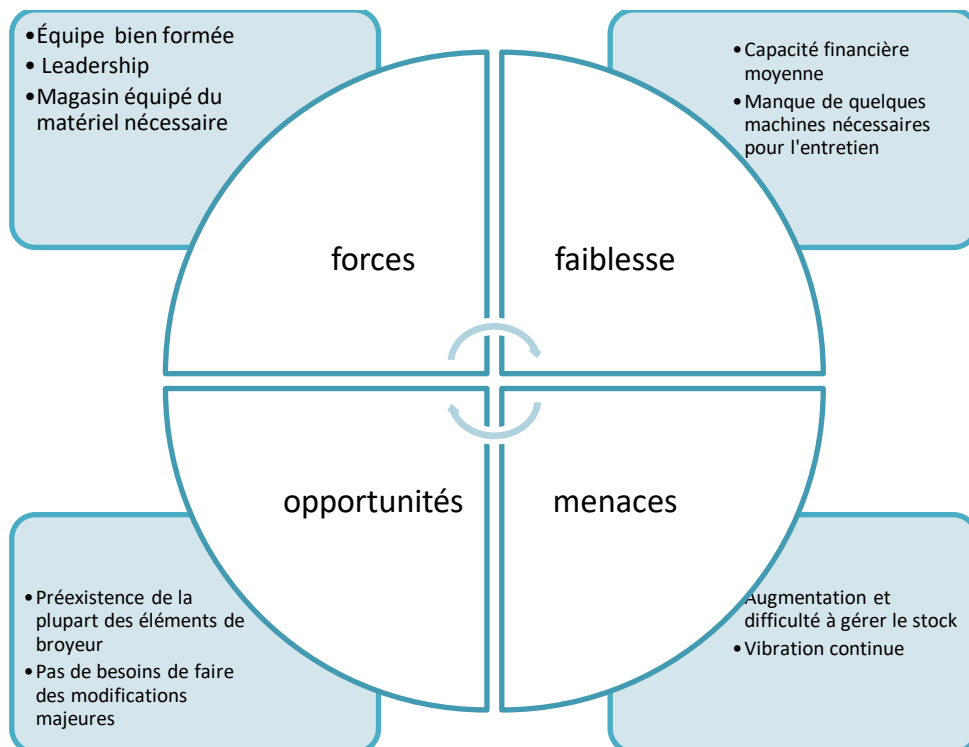 •Équipe bien formée
• Leadership
•Magasin équipé du
matériel nécessaire
• Capacité financière
moyenne
• Manque de quelques
machines nécessaires
pour l'entretien
forces
faiblesse
opportunités
menaces
•Préexistence de la
plupart des éléments de
broyeur
•Pas de besoins de faire
des modifications
majeures
Augmentation et
difficulté à gérer le stock
•Vibration continue